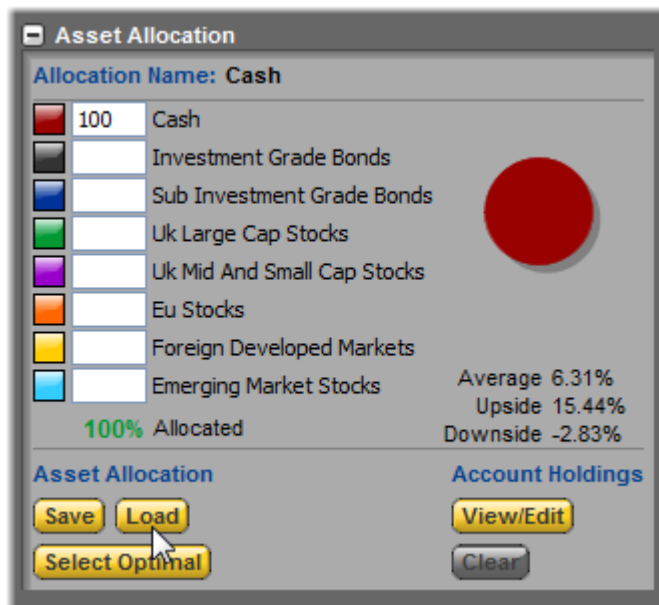 Asset Allocation
Allocation Name: Cash
100 Cash
Investment Grade Bonds
Sub Investment Grade Bonds
Uk Large Cap Stocks
Uk Mid And Small Cap Stocks
Eu Stocks
Foreign Developed Markets
Emerging Market Stocks
Average 6.31%
Upside 15.44%
Downside -2.83%
100% Allocated
Asset Allocation
Save Load
Select Optimal
Account Holdings
View/Edit
Clear